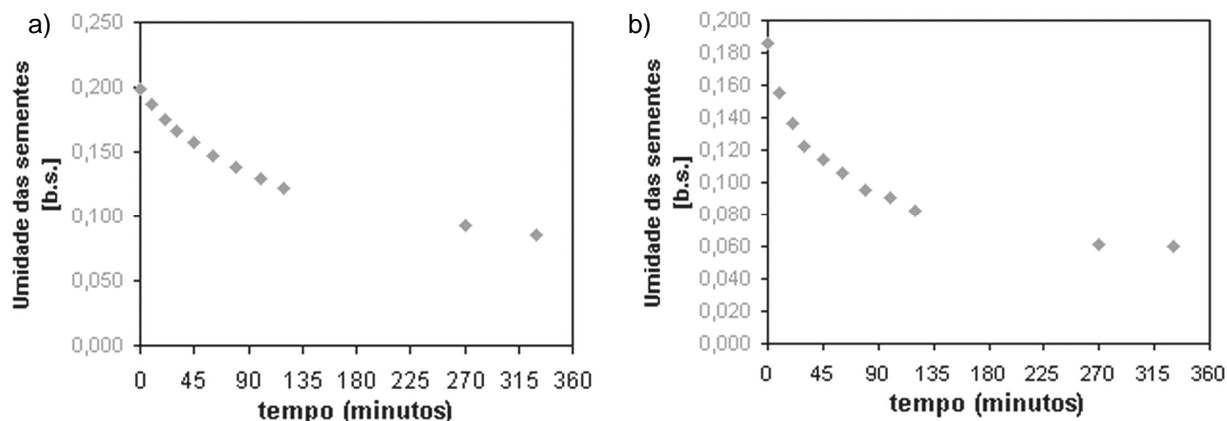 a)
Umidade das sementes
[b.s.]
0,250
0,200
0,150
0,100
0,050
0,000
0 45 90 135 180 225 270 315 360
tempo (minutos)
b)
Umidade das sementes
[b.s.]
0,200
0,180
0,160
0,140
0,120
0,100
0,080
0,060
0,040
0,020
0,000
0 45 90 135 180 225 270 315 360
tempo (minutos)